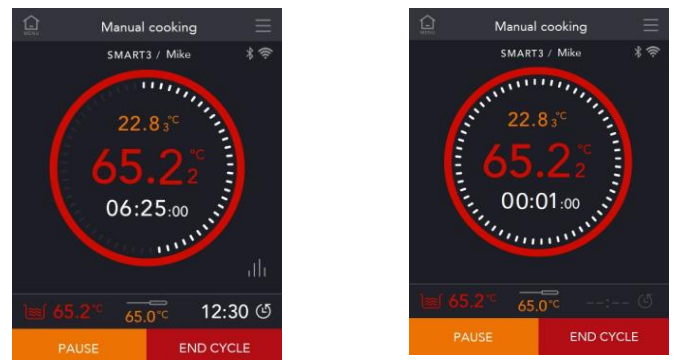 Manual cooking
MENU
SMART3 / Mike
22.83°C
65.22°C
06:25:00
65.2°C
65.0°C
12:30
PAUSE
END CYCLE
Manual cooking
MENU
SMART3 / Mike
22.83°C
65.22°C
00:01:00
65.2°C
65.0°C
--:--
PAUSE
END CYCLE